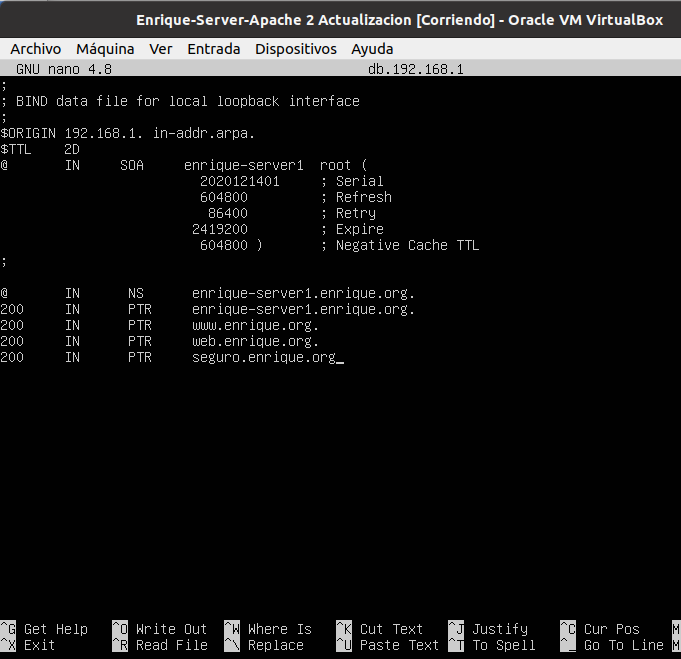 Enrique-Server-Apache 2 Actualizacion [Corriendo] - Oracle VM VirtualBox
Archivo Máquina Ver Entrada Dispositivos Ayuda
GNU nano 4.8 db.192.168.1
;
; BIND data file for local loopback interface
;
$ORIGIN 192.168.1. in-addr.arpa.
$TTL 2D
@ IN SOA enrique-server1 root (
2020121401 ; Serial
604800 ; Refresh
86400 ; Retry
2419200 ; Expire
604800 ) ; Negative Cache TTL
;
@ IN NS enrique-server1.enrique.org.
200 IN PTR enrique-server1.enrique.org.
200 IN PTR www.enrique.org.
200 IN PTR web.enrique.org.
200 IN PTR seguro.enrique.org_
^G Get Help ^O Write Out ^W Where Is ^K Cut Text ^J Justify ^C Cur Pos M
^X Exit ^R Read File ^\ Replace ^U Paste Text ^T To Spell ^_ Go To Line M